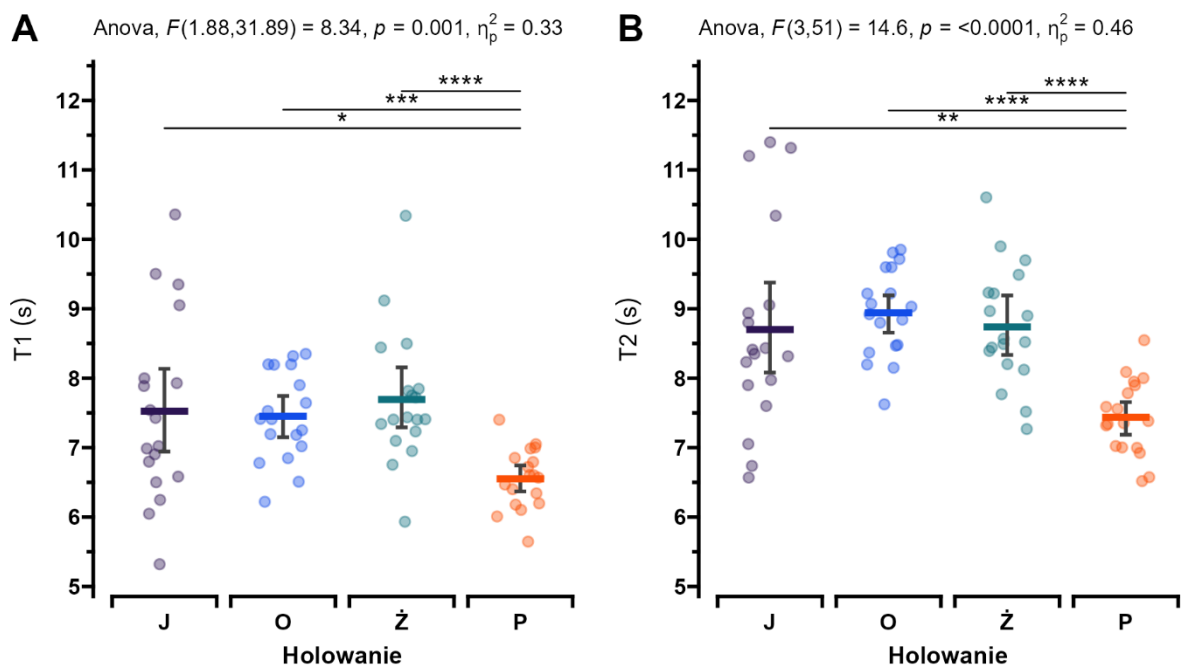 A
Anova, F(1.88,31.89) = 8.34, p = 0.001, η²p = 0.33
****
***
*
12
11
10
9
8
7
6
5
T1 (s)
J O Ż P
Holowanie
B
Anova, F(3,51) = 14.6, p = <0.0001, η²p = 0.46
****
****
**
12
11
10
9
8
7
6
5
T2 (s)
J O Ż P
Holowanie